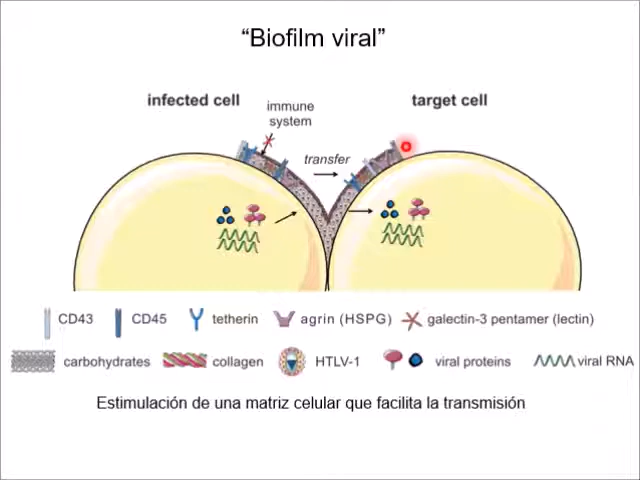 “Biofilm viral”
infected cell
target cell
immune
system
transfer
CD43
CD45
tetherin
agrin (HSPG)
galectin-3 pentamer (lectin)
carbohydrates
collagen
HTLV-1
viral proteins
viral RNA
Estimulación de una matriz celular que facilita la transmisión